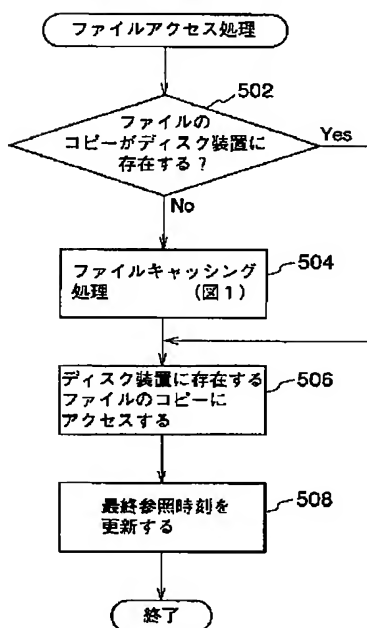 ファイルアクセス処理
502
ファイルの
コピーがディスク装置に
存在する?
Yes
No
504
ファイルキャッシング
処理 (図1)
ディスク装置に存在する
ファイルのコピーに
アクセスする
506
最終参照時刻を
更新する
508
終了